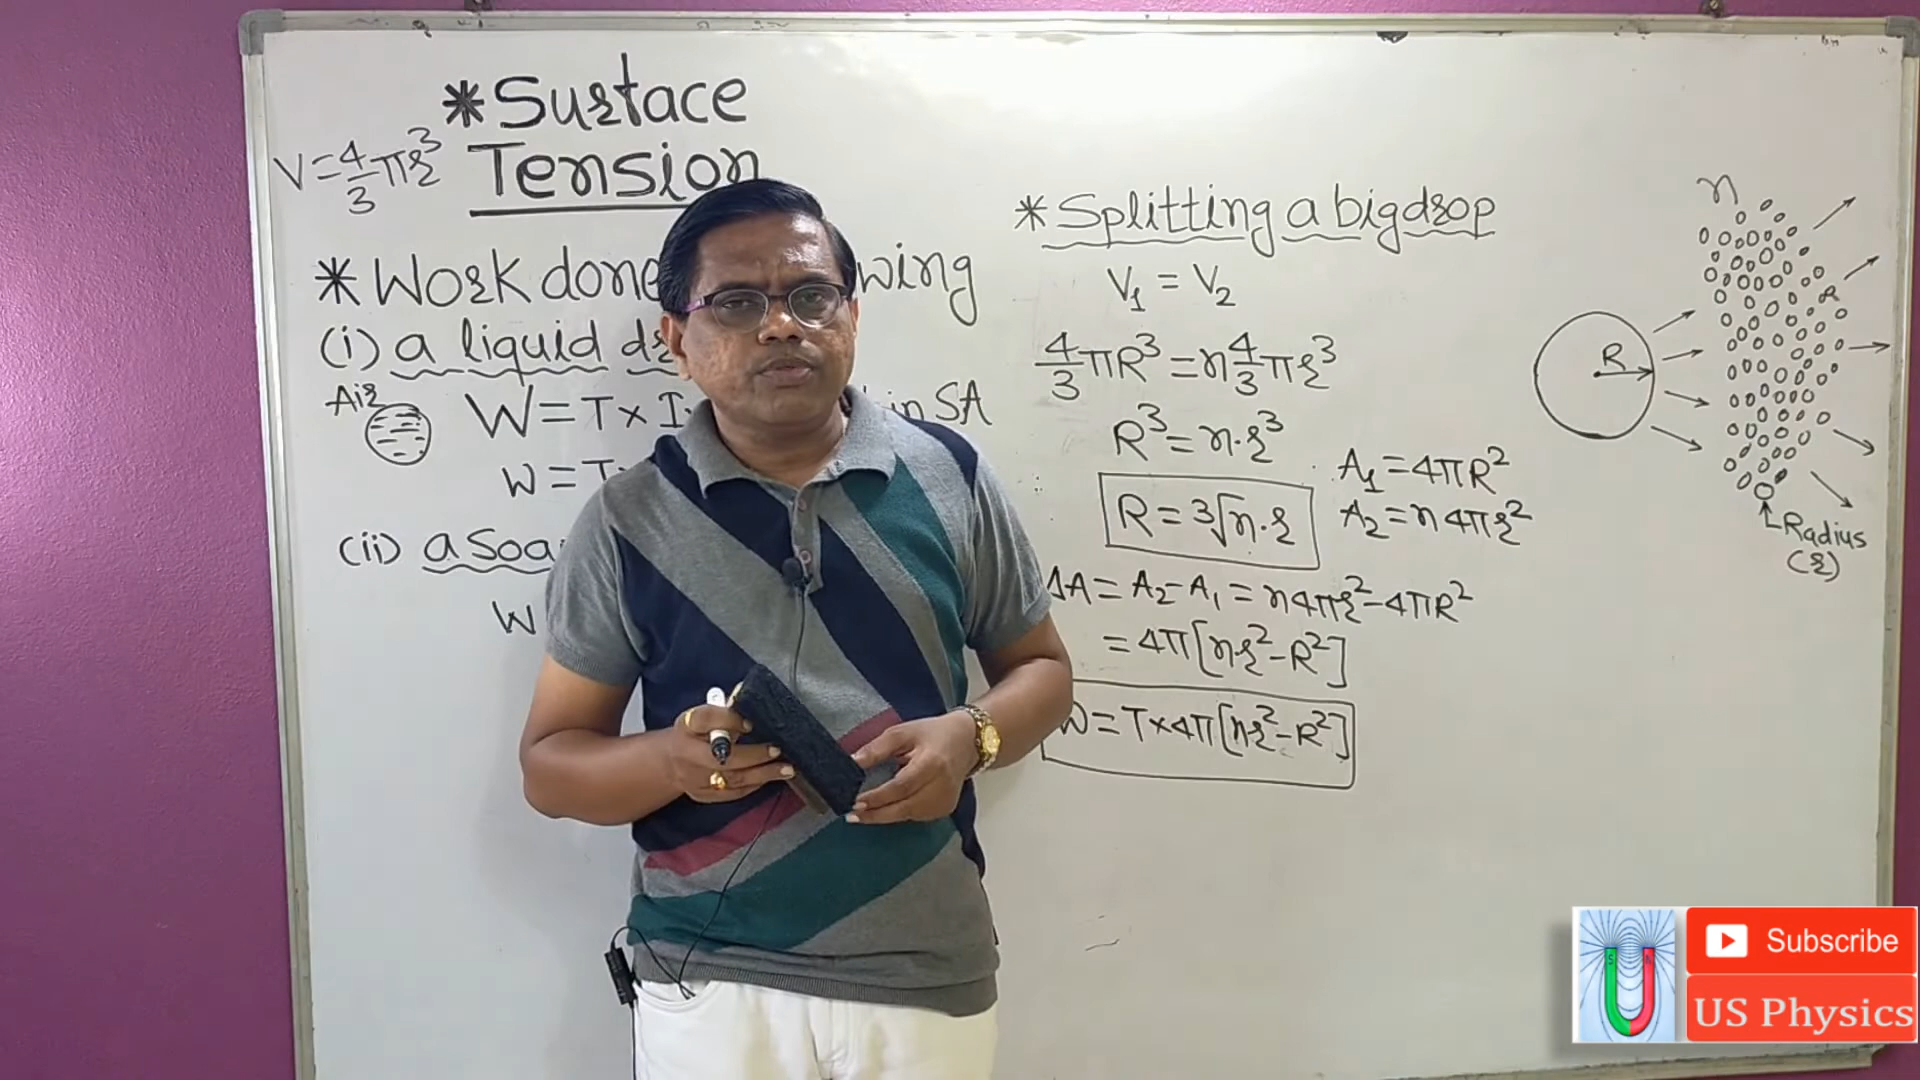 *Surface
Tension
V=4/3πr³
*Work done wing
(i) a liquid
Air
W=T×I in SA
W=T
(ii) a Soa
W
*Splitting a big drop
V₁ = V₂
4/3πR³=n4/3πr³
R³=n·r³
R=³√n·r
A₁=4πR²
A₂=n4πr²
ΔA=A₂-A₁=n4πr²-4πR²
=4π[n·r²-R²]
W=T×4π[n·r²-R²]
n
R
Radius
(r)
Subscribe
US Physics